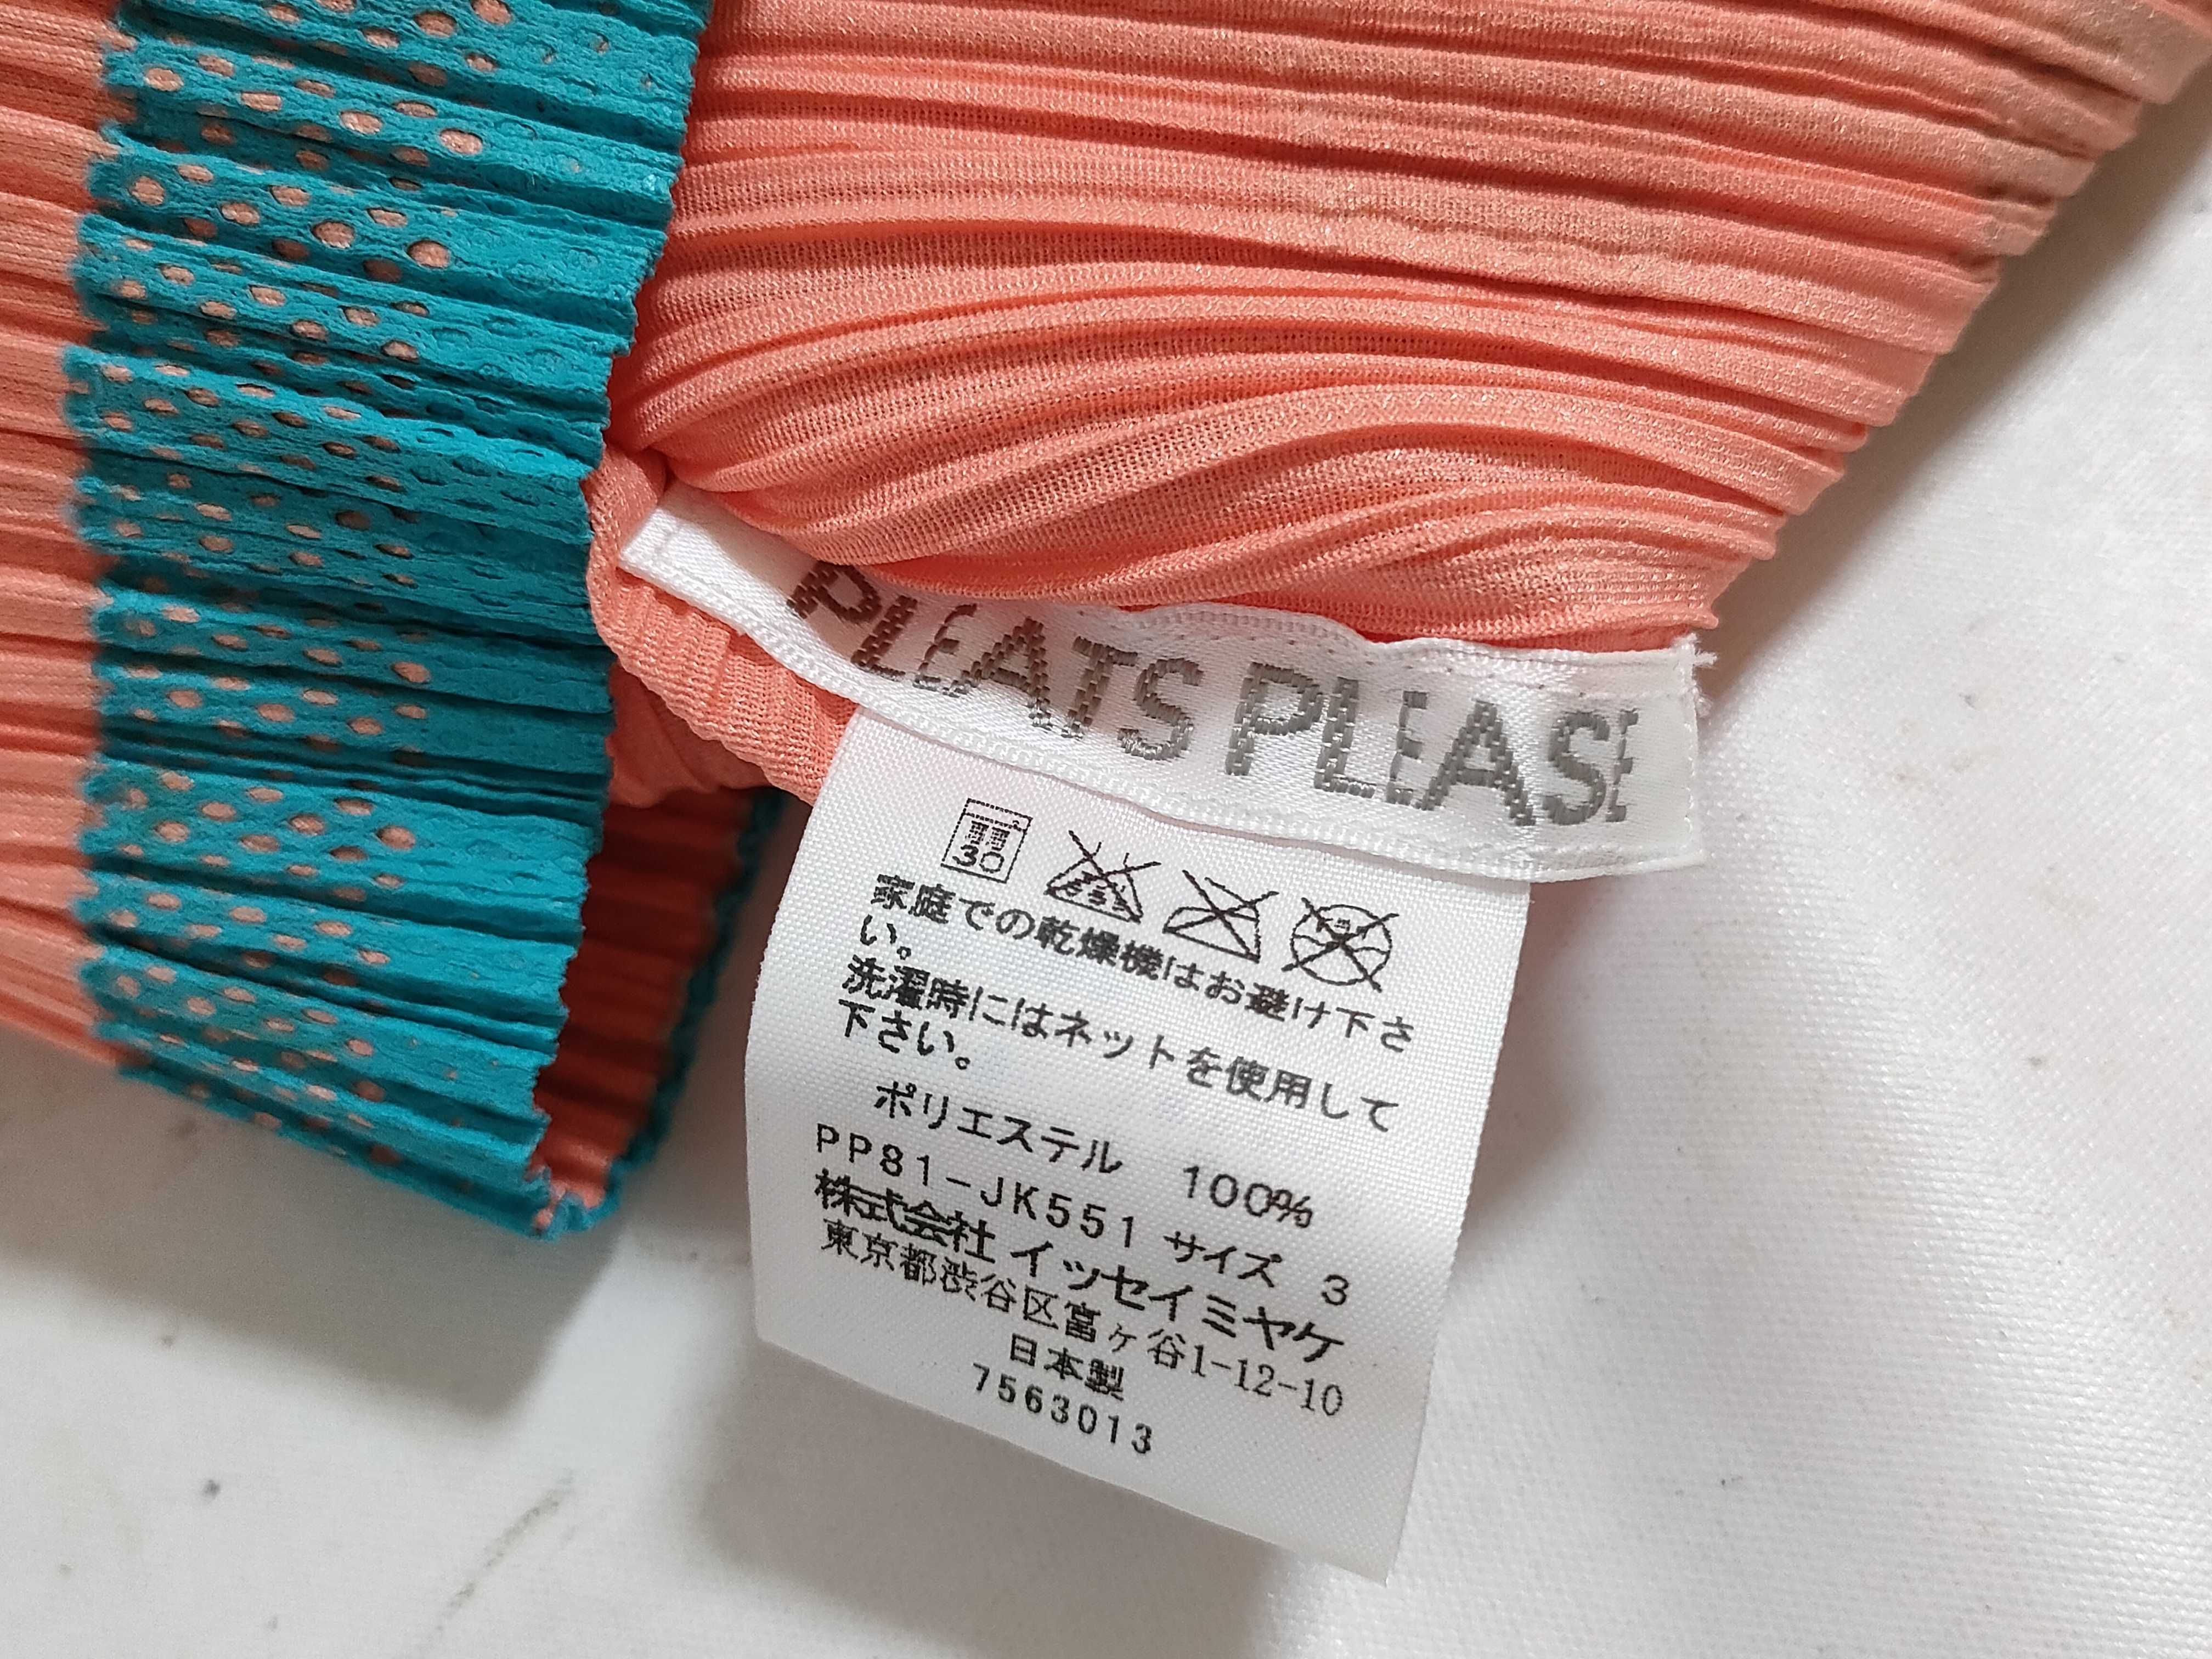 PLEATS PLEASE
30
家庭での乾燥機はお避け下さ
い。
洗濯時にはネットを使用して
下さい。
ポリエステル 100%
PP81-JK551 サイズ 3
株式会社 イッセイミヤケ
東京都渋谷区富ヶ谷1-12-10
日本製
7563013